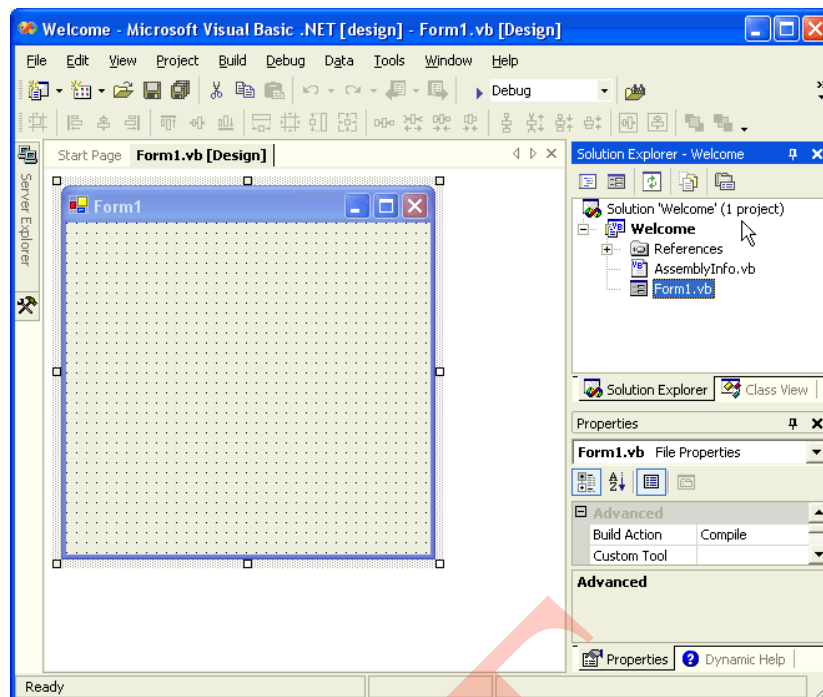 Welcome - Microsoft Visual Basic .NET [design] - Form1.vb [Design]
File Edit View Project Build Debug Data Tools Window Help
Debug
Start Page Form1.vb [Design]
Server Explorer
Form1
Solution Explorer - Welcome
Solution 'Welcome' (1 project)
Welcome
References
AssemblyInfo.vb
Form1.vb
Solution Explorer Class View
Properties
Form1.vb File Properties
Advanced
Build Action Compile
Custom Tool
Advanced
Properties Dynamic Help
Ready